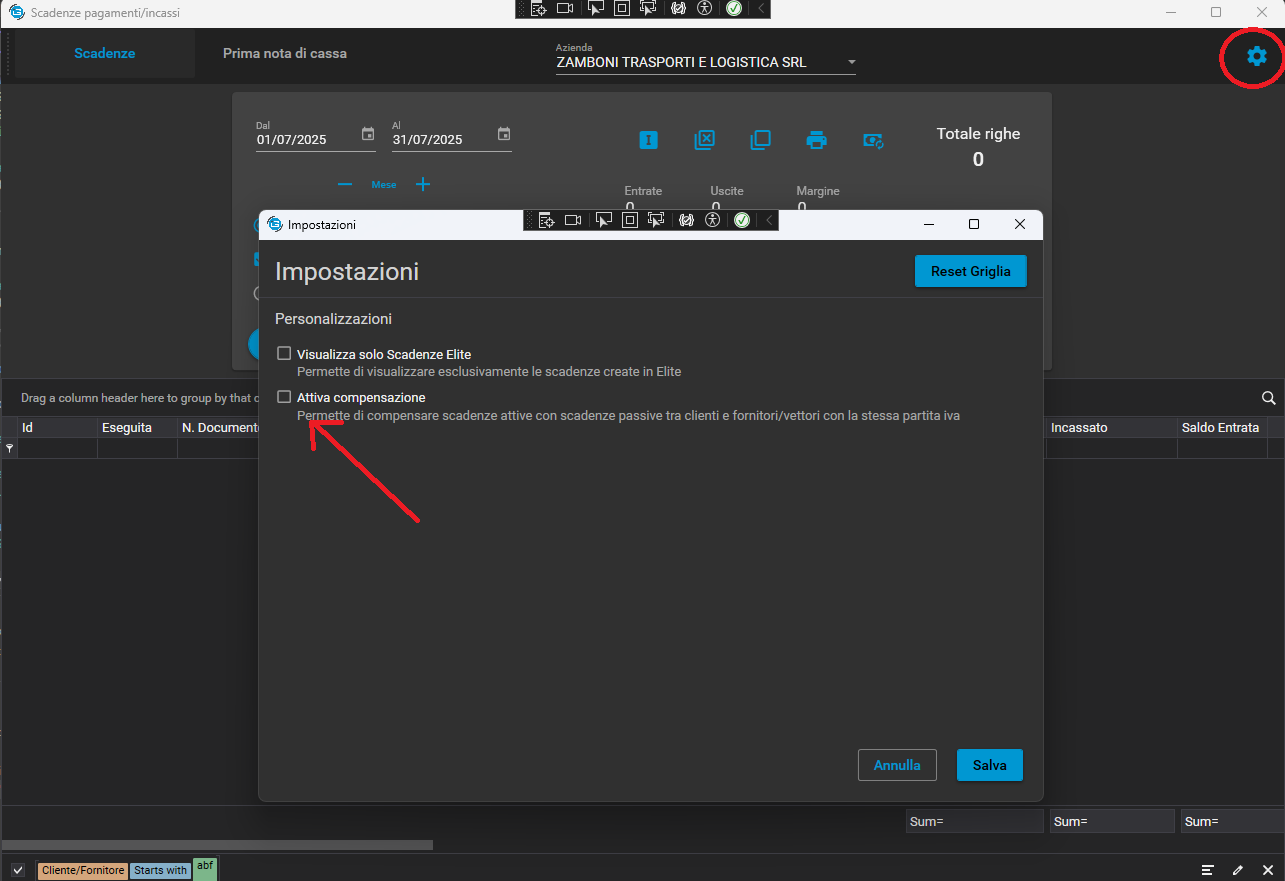 Scadenze pagamenti/incassi
Scadenze
Prima nota di cassa
Azienda
ZAMBONI TRASPORTI E LOGISTICA SRL
Dal
01/07/2025
Al
31/07/2025
Mese
Totale righe
0
Entrate
0
Uscite
0
Margine
0
Impostazioni
Impostazioni
Reset Griglia
Personalizzazioni
Visualizza solo Scadenze Elite
Permette di visualizzare esclusivamente le scadenze create in Elite
Attiva compensazione
Permette di compensare scadenze attive con scadenze passive tra clienti e fornitori/vettori con la stessa partita iva
Annulla
Salva
Drag a column header here to group by that
Id
Eseguita
N. Documento
Incassato
Saldo Entrata
Sum=
Sum=
Sum=
Cliente/Fornitore
Starts with
abf